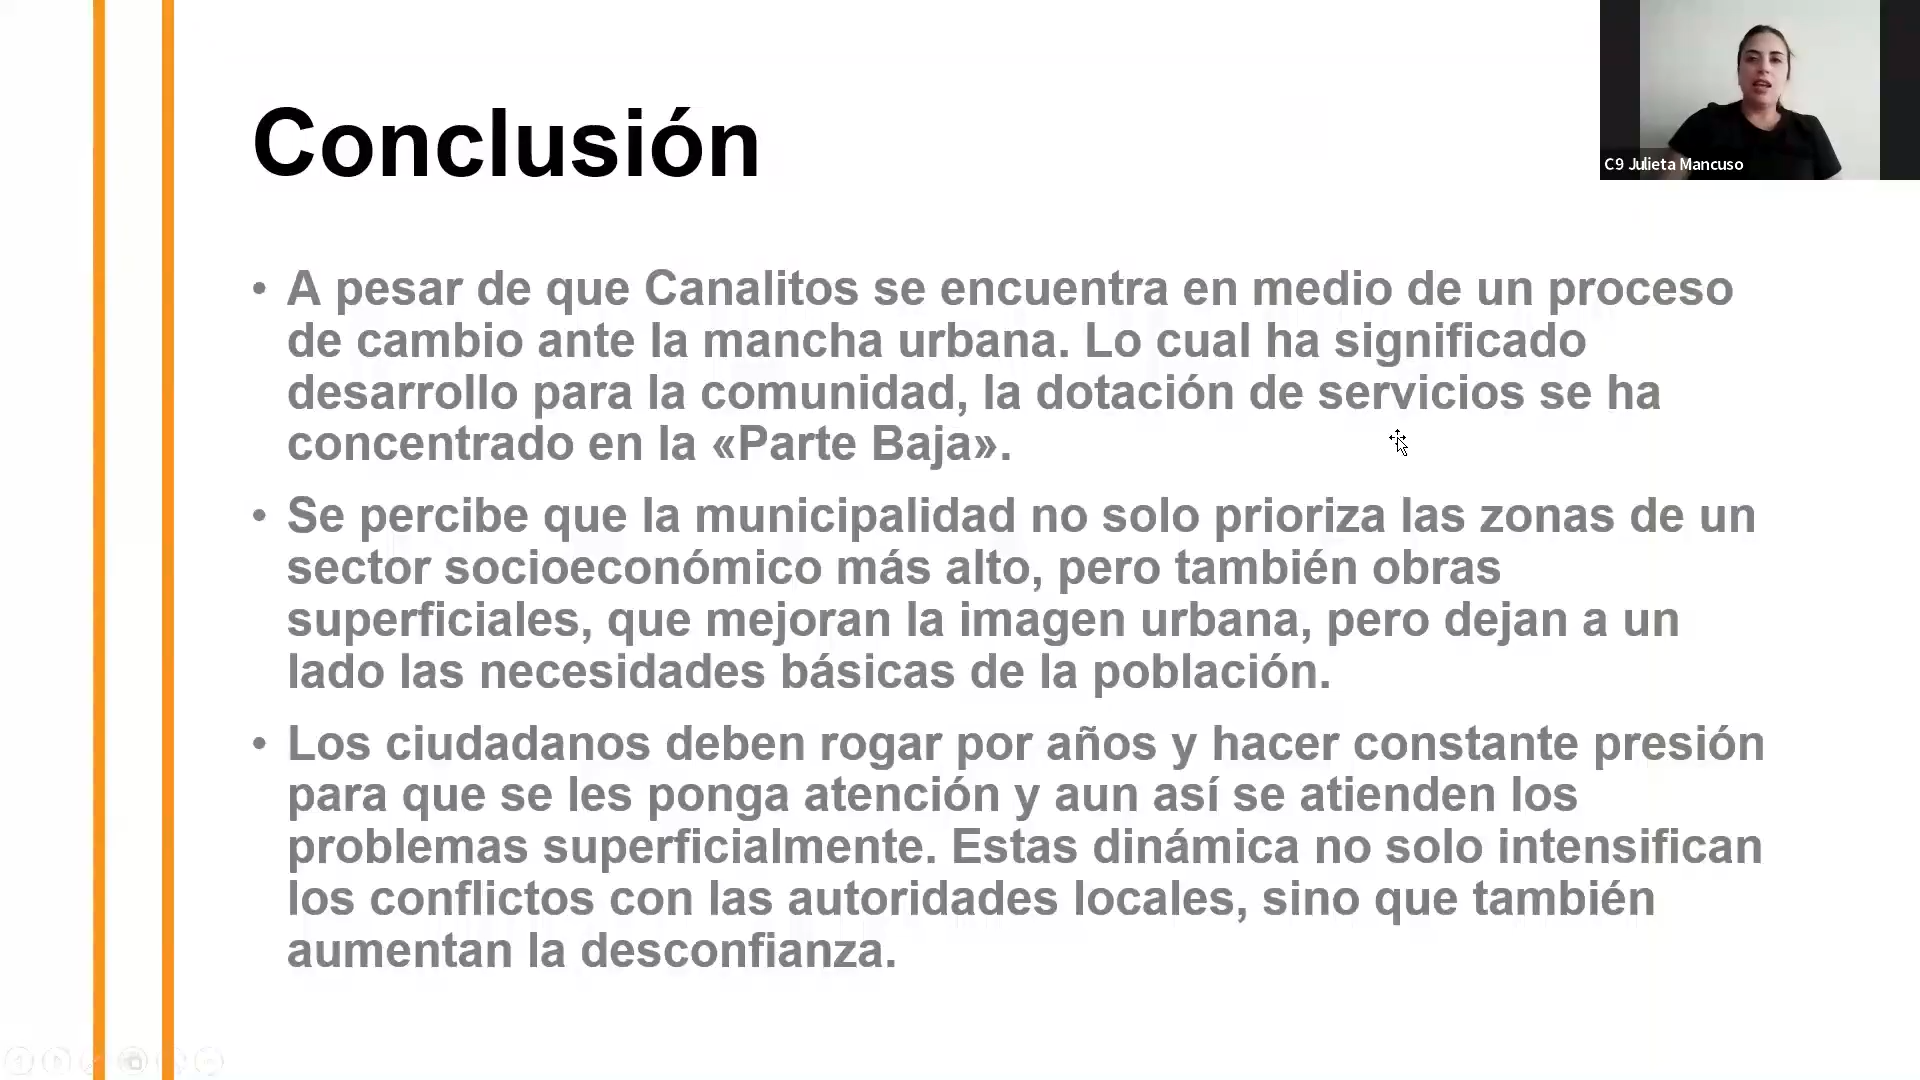 Conclusión
C9 Julieta Mancuso
• A pesar de que Canalitos se encuentra en medio de un proceso
de cambio ante la mancha urbana. Lo cual ha significado
desarrollo para la comunidad, la dotación de servicios se ha
concentrado en la «Parte Baja».
• Se percibe que la municipalidad no solo prioriza las zonas de un
sector socioeconómico más alto, pero también obras
superficiales, que mejoran la imagen urbana, pero dejan a un
lado las necesidades básicas de la población.
• Los ciudadanos deben rogar por años y hacer constante presión
para que se les ponga atención y aun así se atienden los
problemas superficialmente. Estas dinámica no solo intensifican
los conflictos con las autoridades locales, sino que también
aumentan la desconfianza.